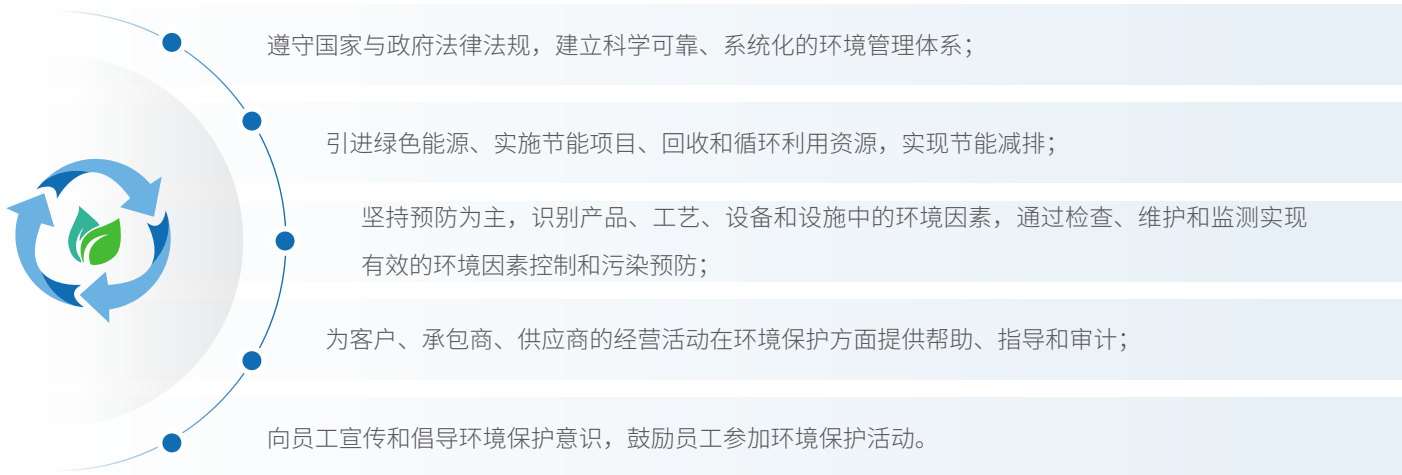 遵守国家与政府法律法规，建立科学可靠、系统化的环境管理体系；
引进绿色能源、实施节能项目、回收和循环利用资源，实现节能减排；
坚持预防为主，识别产品、工艺、设备和设施中的环境因素，通过检查、维护和监测实现
有效的环境因素控制和污染预防；
为客户、承包商、供应商的经营活动在环境保护方面提供帮助、指导和审计；
向员工宣传和倡导环境保护意识，鼓励员工参加环境保护活动。